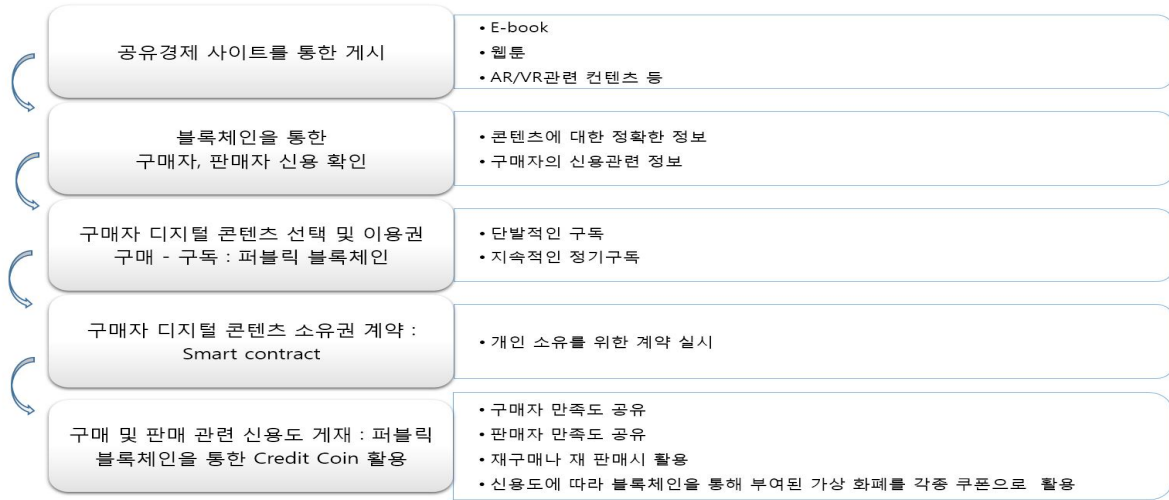 공유경제 사이트를 통한 게시
• E-book
• 웹툰
• AR/VR관련 컨텐츠 등
블록체인을 통한
구매자, 판매자 신용 확인
• 콘텐츠에 대한 정확한 정보
• 구매자의 신용관련 정보
구매자 디지털 콘텐츠 선택 및 이용권
구매 - 구독 : 퍼블릭 블록체인
• 단발적인 구독
• 지속적인 정기구독
구매자 디지털 콘텐츠 소유권 계약 :
Smart contract
• 개인 소유를 위한 계약 실시
구매 및 판매 관련 신용도 게재 : 퍼블릭
블록체인을 통한 Credit Coin 활용
• 구매자 만족도 공유
• 판매자 만족도 공유
• 재구매나 재 판매시 활용
• 신용도에 따라 블록체인을 통해 부여된 가상 화폐를 각종 쿠폰으로 활용